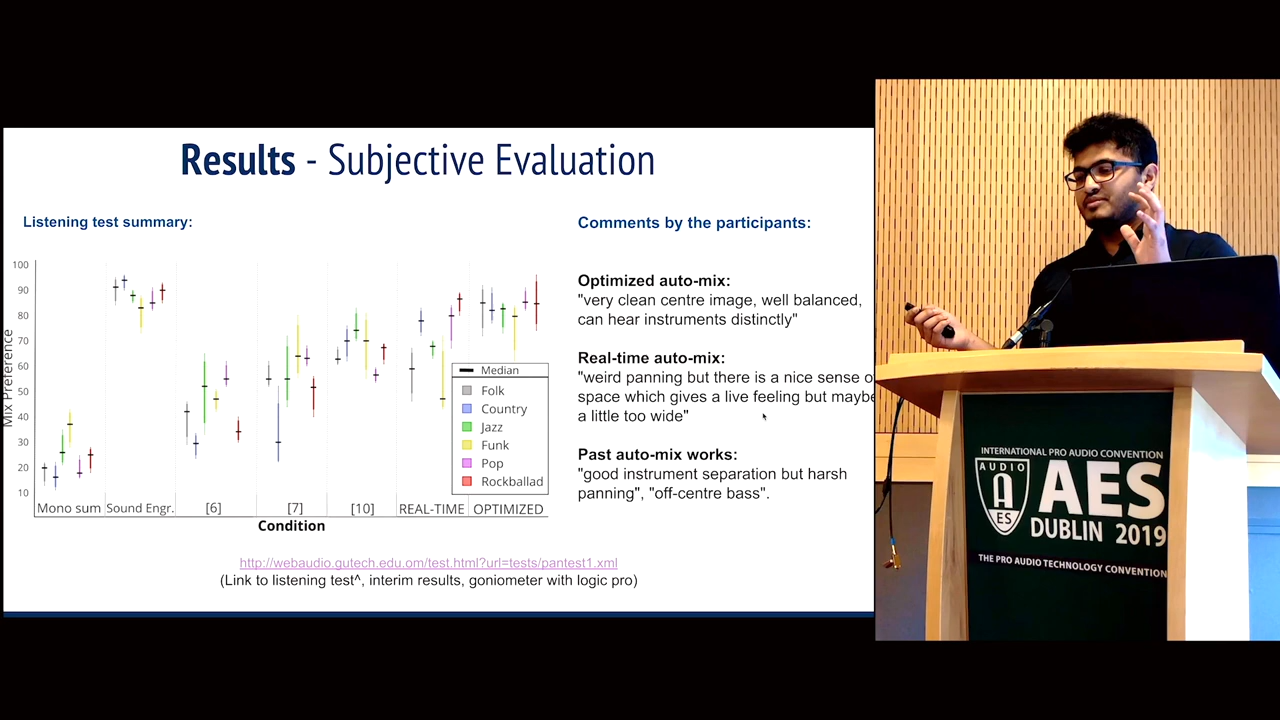 Results - Subjective Evaluation
Listening test summary:
Mix Preference
100
90
80
70
60
50
40
30
20
10
Median
Folk
Country
Jazz
Funk
Pop
Rockballad
Mono sum
Sound Engr.
[6]
[7]
[10]
REAL-TIME
OPTIMIZED
Condition
Comments by the participants:
Optimized auto-mix:
"very clean centre image, well balanced,
can hear instruments distinctly"
Real-time auto-mix:
"weird panning but there is a nice sense o
space which gives a live feeling but maybe
a little too wide"
Past auto-mix works:
"good instrument separation but harsh
panning", "off-centre bass".
http://webaudio.gutech.edu.om/test.html?url=tests/pantest1.xml
(Link to listening test^, interim results, goniometer with logic pro)
INTERNATIONAL PRO AUDIO CONVENTION
AUDIO
A
ES
AES
DUBLIN 2019
THE PRO AUDIO TECHNOLOGY CONVENTION